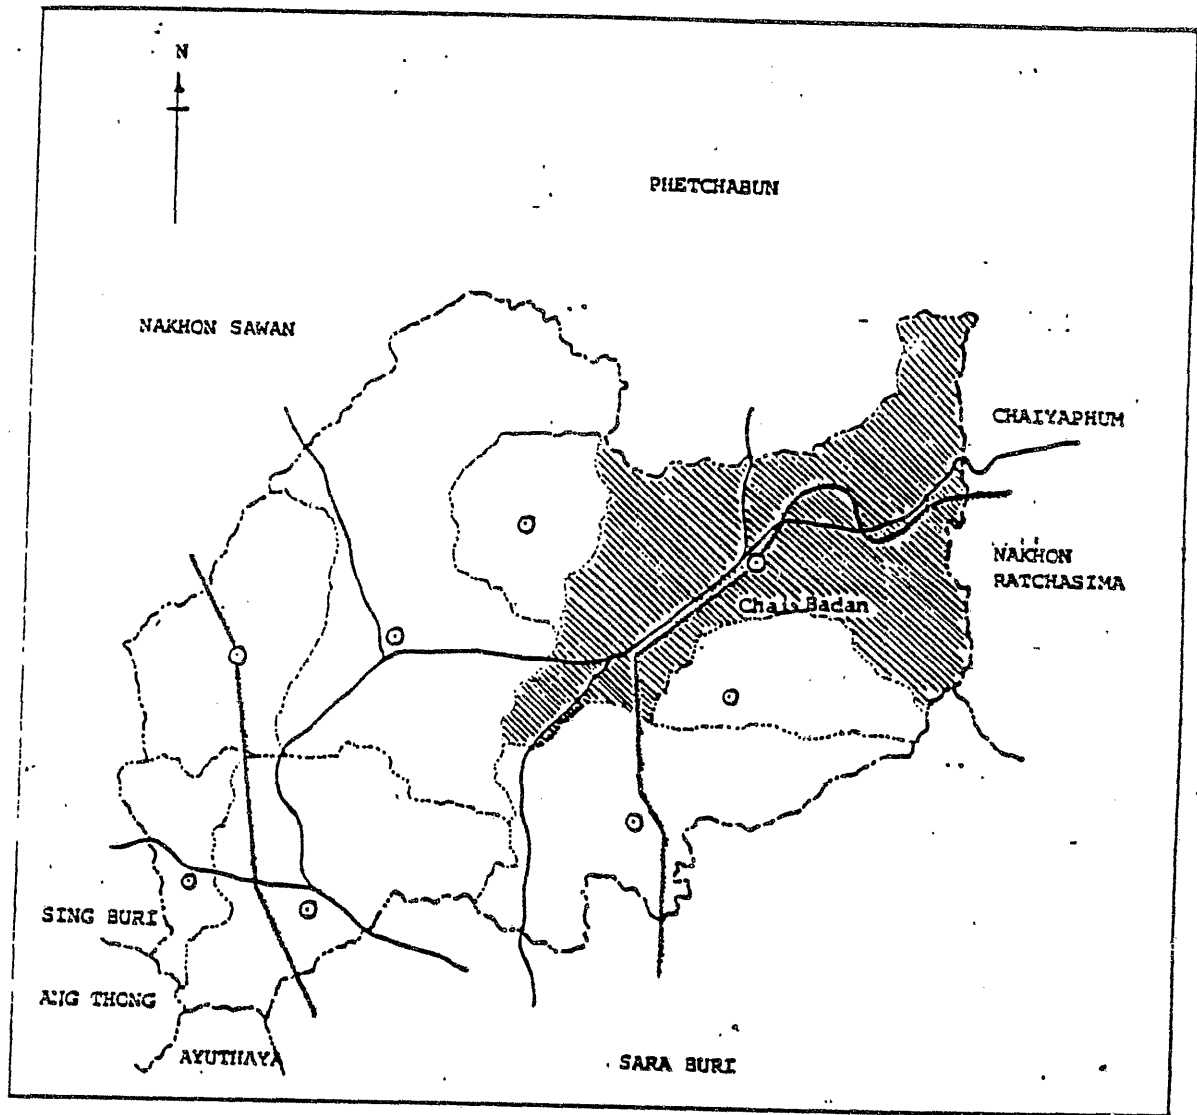 N
PHETCHABUN
NAKHON SAWAN
CHAIYAPHUM
NAKHON
RATCHASIMA
Chai Badan
SING BURI
ANG THONG
AYUTHAYA
SARA BURI